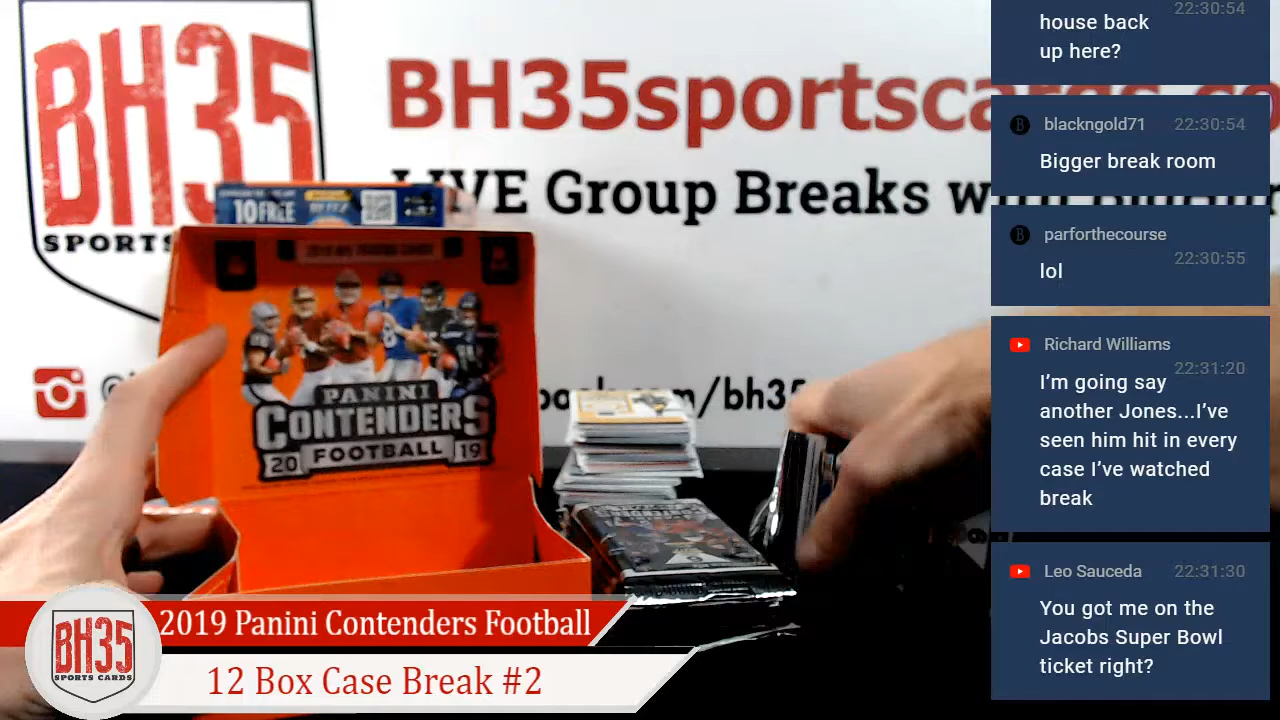 BH35
SPORTS
BH35sportscards.co
LIVE Group Breaks w
10 FREE
PANINI
CONTENDERS
20 FOOTBALL 19
/bh35
2019 Panini Contenders Football
12 Box Case Break #2
BH35
SPORTS CARDS
22:30:54
house back
up here?
blackngold71 22:30:54
Bigger break room
parforthecourse
22:30:55
lol
Richard Williams
22:31:20
I’m going say
another Jones...I’ve
seen him hit in every
case I’ve watched
break
Leo Sauceda 22:31:30
You got me on the
Jacobs Super Bowl
ticket right?